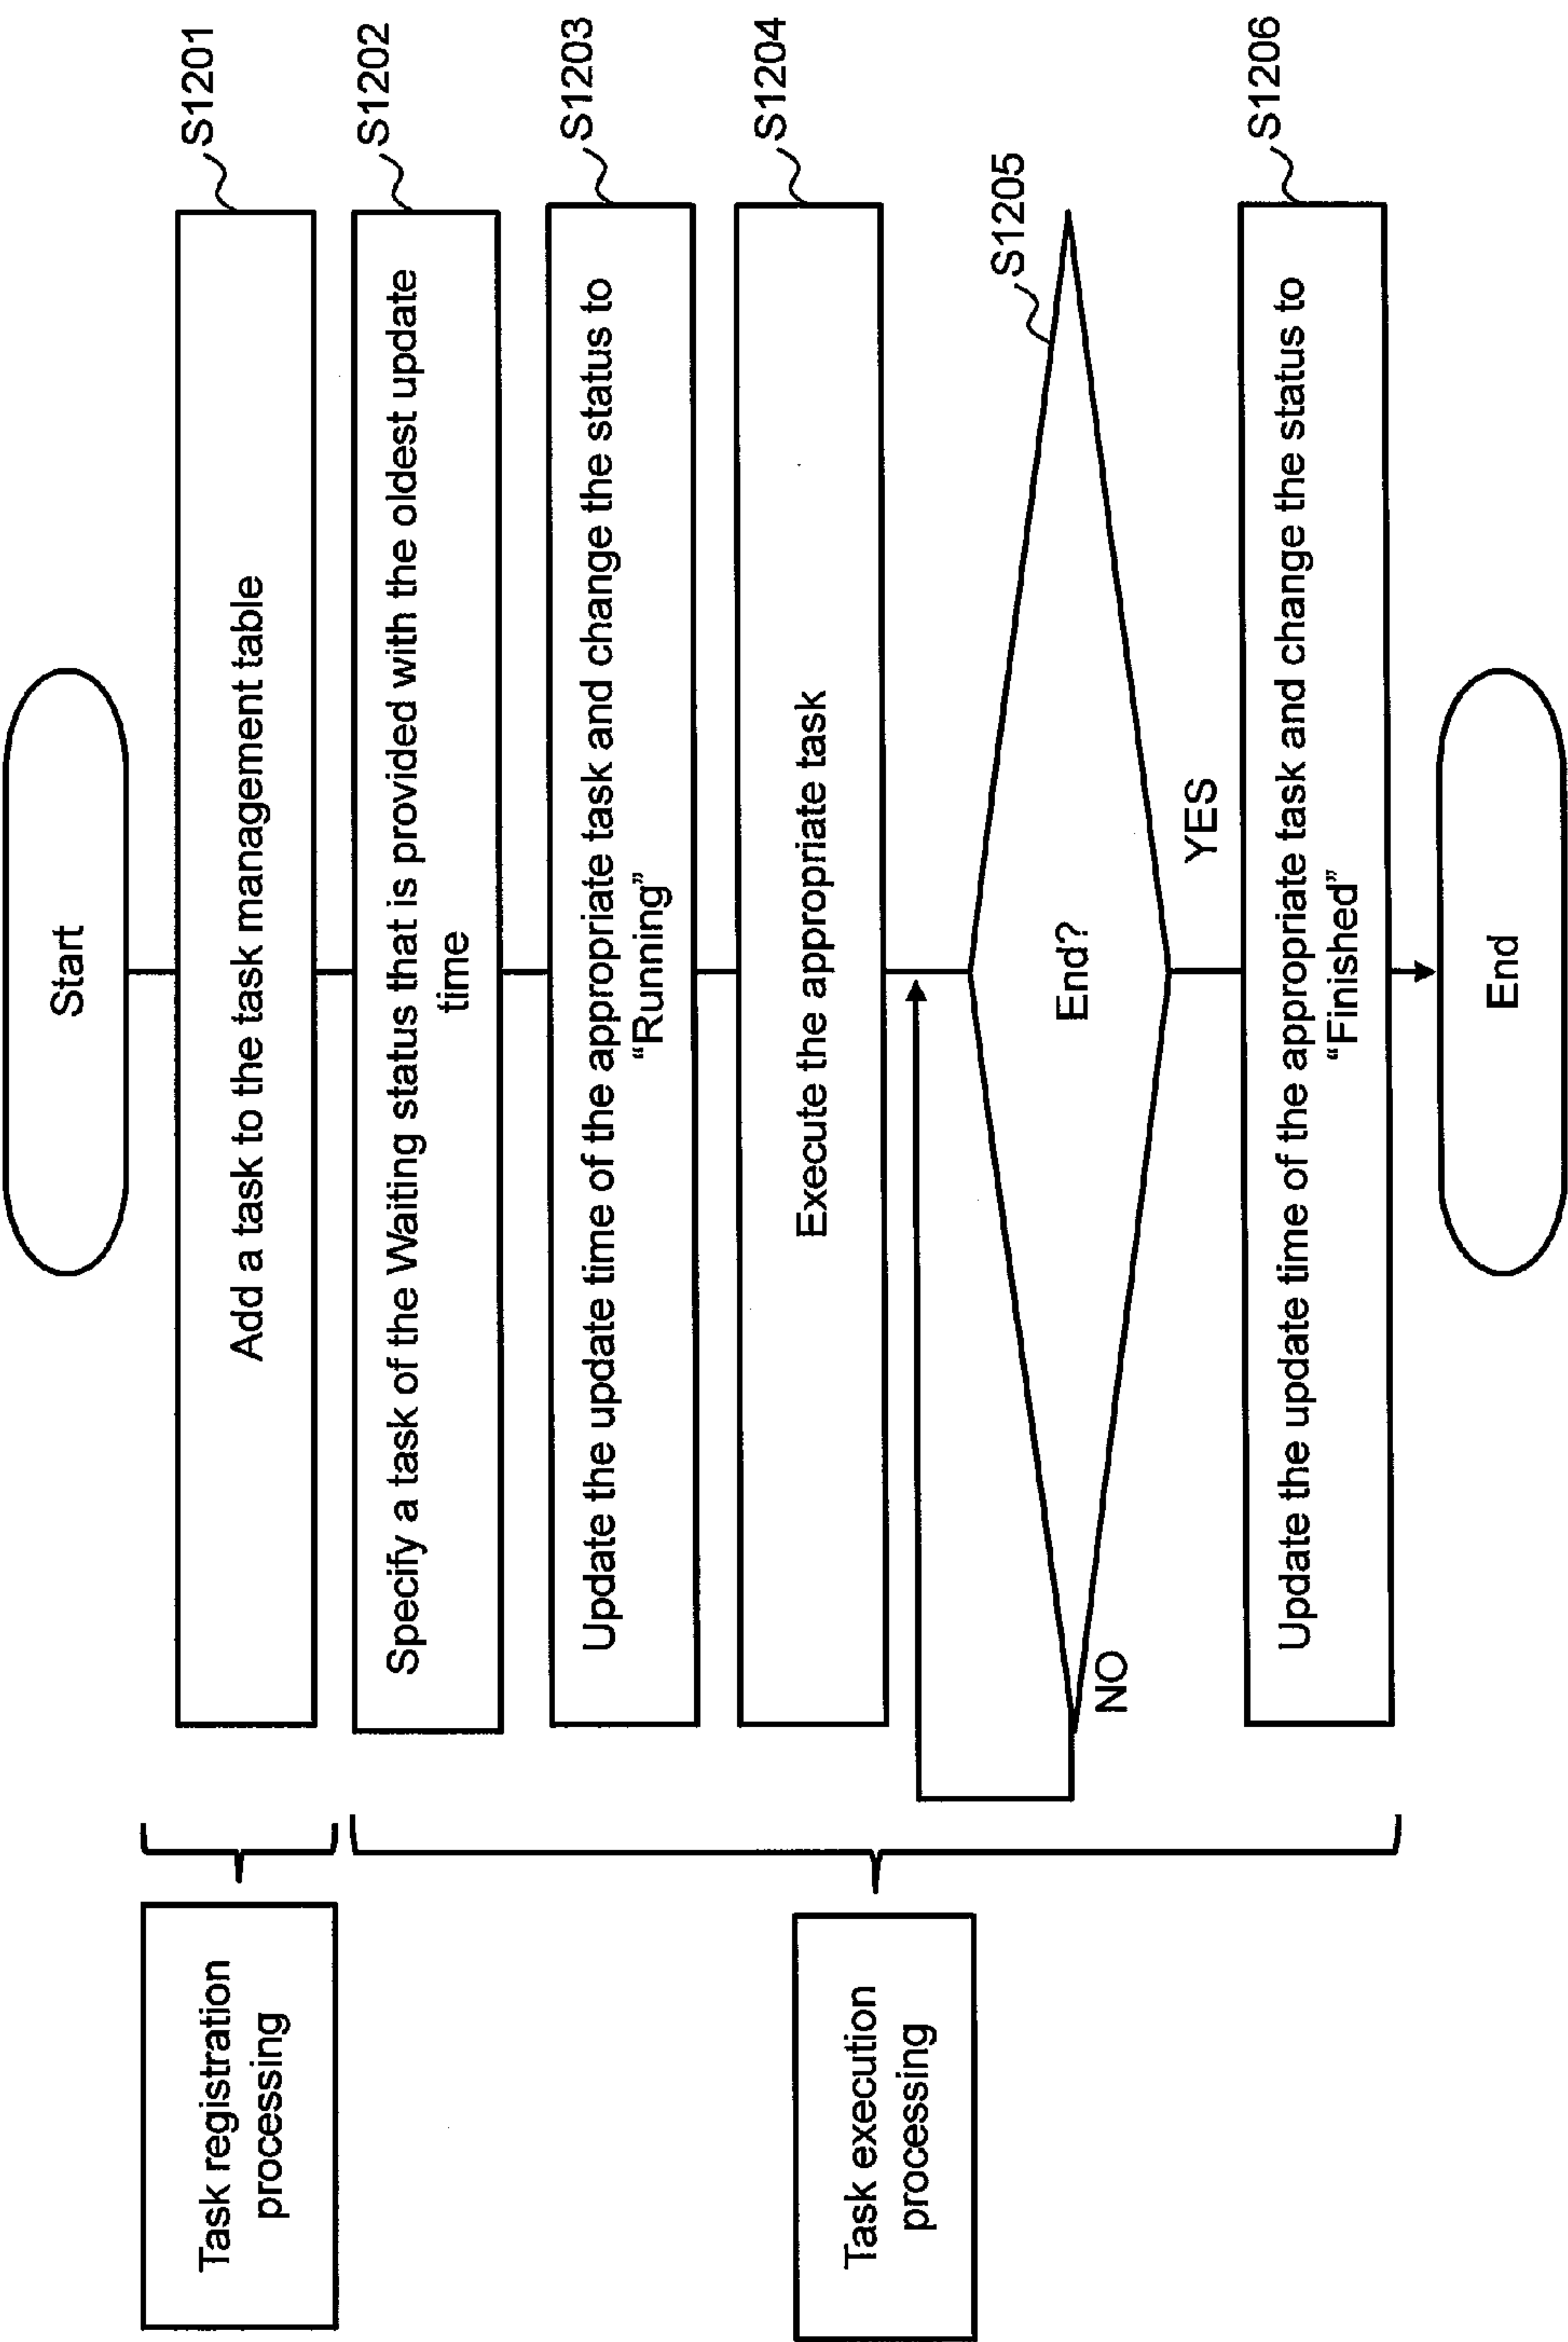 Start
Task registration
processing
Add a task to the task management table
S1201
Specify a task of the Waiting status that is provided with the oldest update
time
S1202
Update the update time of the appropriate task and change the status to
“Running”
S1203
Task execution
processing
Execute the appropriate task
S1204
End?
S1205
NO
YES
Update the update time of the appropriate task and change the status to
“Finished”
S1206
End